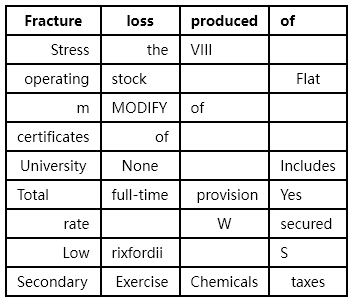 Fracture loss produced of
Stress the VIII
operating stock Flat
m MODIFY of
certificates of
University None Includes
Total full-time provision Yes
rate W secured
Low rixfordii S
Secondary Exercise Chemicals taxes